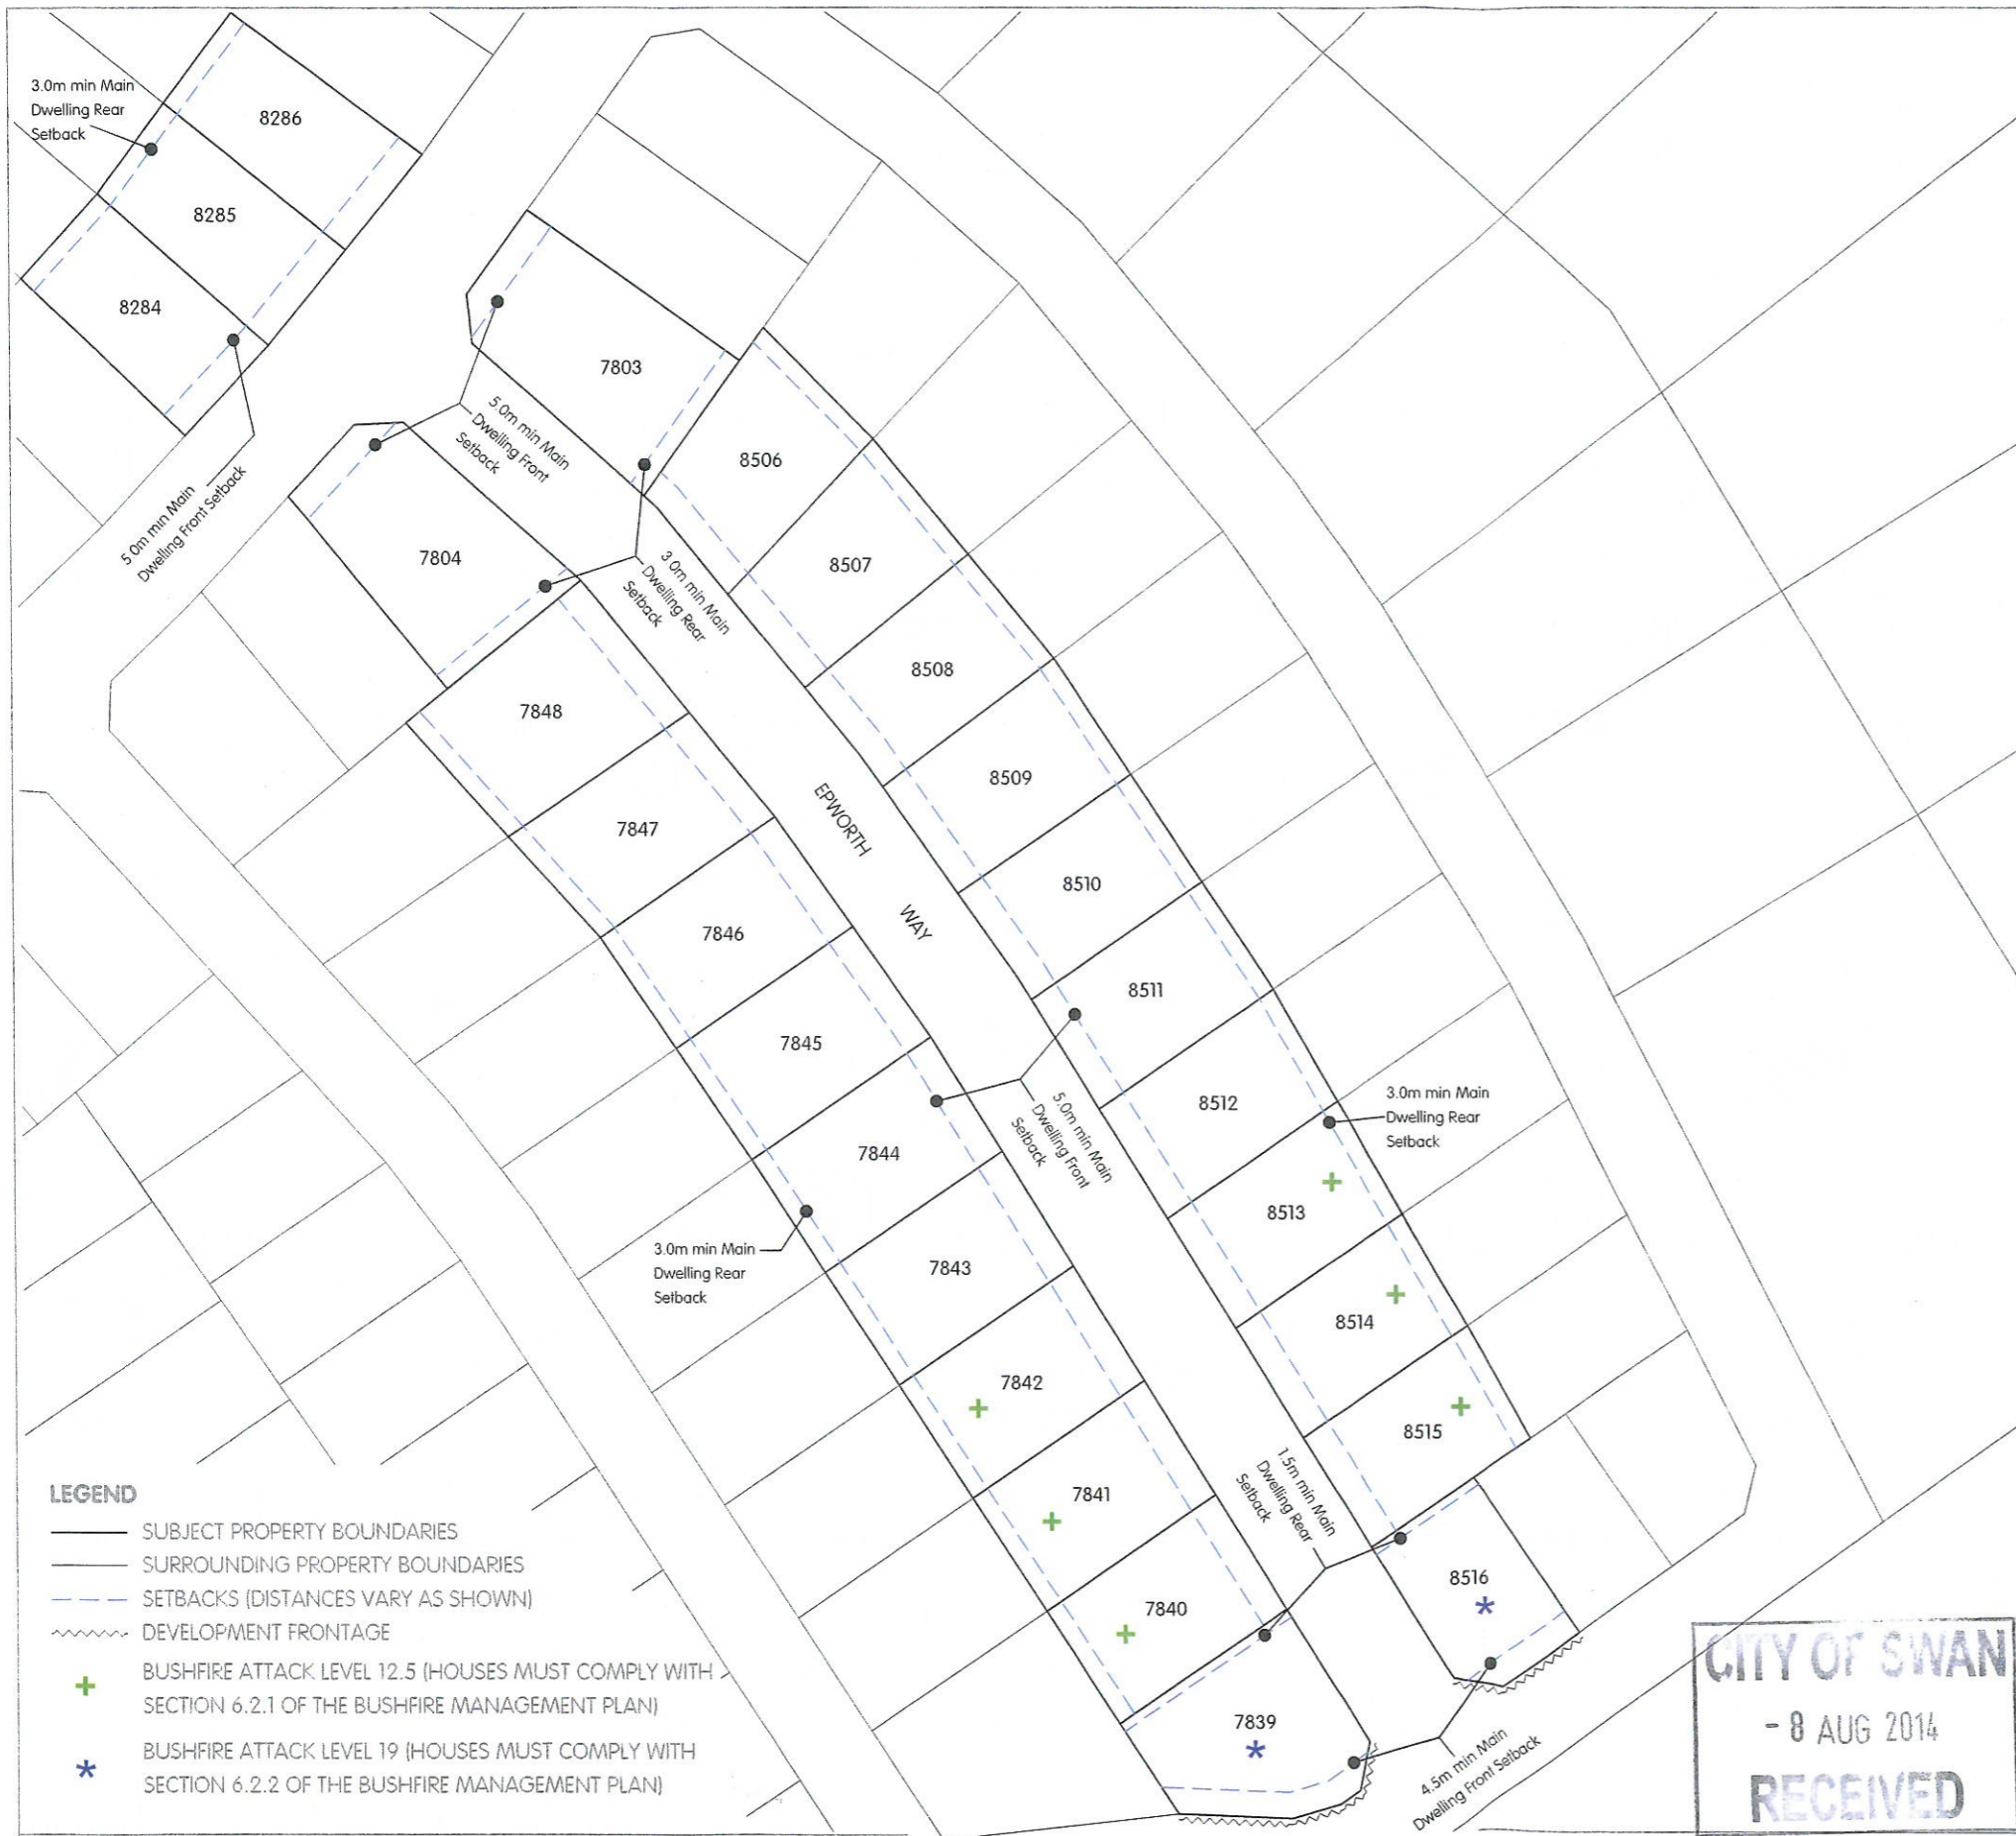 3.0m min Main
Dwelling Rear
Setback
8286
8285
8284
5.0m min Main
Dwelling Front Setback
7803
5.0m min Main
Dwelling Front
Setback
7804
3.0m min Main
Dwelling Rear
Setback
8506
8507
8508
8509
8510
8511
8512
8513
8514
8515
8516
7848
7847
7846
7845
7844
7843
7842
7841
7840
7839
EPWORTH
WAY
5.0m min Main
Dwelling Front
Setback
3.0m min Main
Dwelling Rear
Setback
3.0m min Main
Dwelling Rear
Setback
1.5m min Main
Dwelling Rear
Setback
4.5m min Main
Dwelling Front Setback
LEGEND
SUBJECT PROPERTY BOUNDARIES
SURROUNDING PROPERTY BOUNDARIES
SETBACKS (DISTANCES VARY AS SHOWN)
DEVELOPMENT FRONTAGE
BUSHFIRE ATTACK LEVEL 12.5 (HOUSES MUST COMPLY WITH
SECTION 6.2.1 OF THE BUSHFIRE MANAGEMENT PLAN)
BUSHFIRE ATTACK LEVEL 19 (HOUSES MUST COMPLY WITH
SECTION 6.2.2 OF THE BUSHFIRE MANAGEMENT PLAN)
CITY OF SWAN
- 8 AUG 2014
RECEIVED